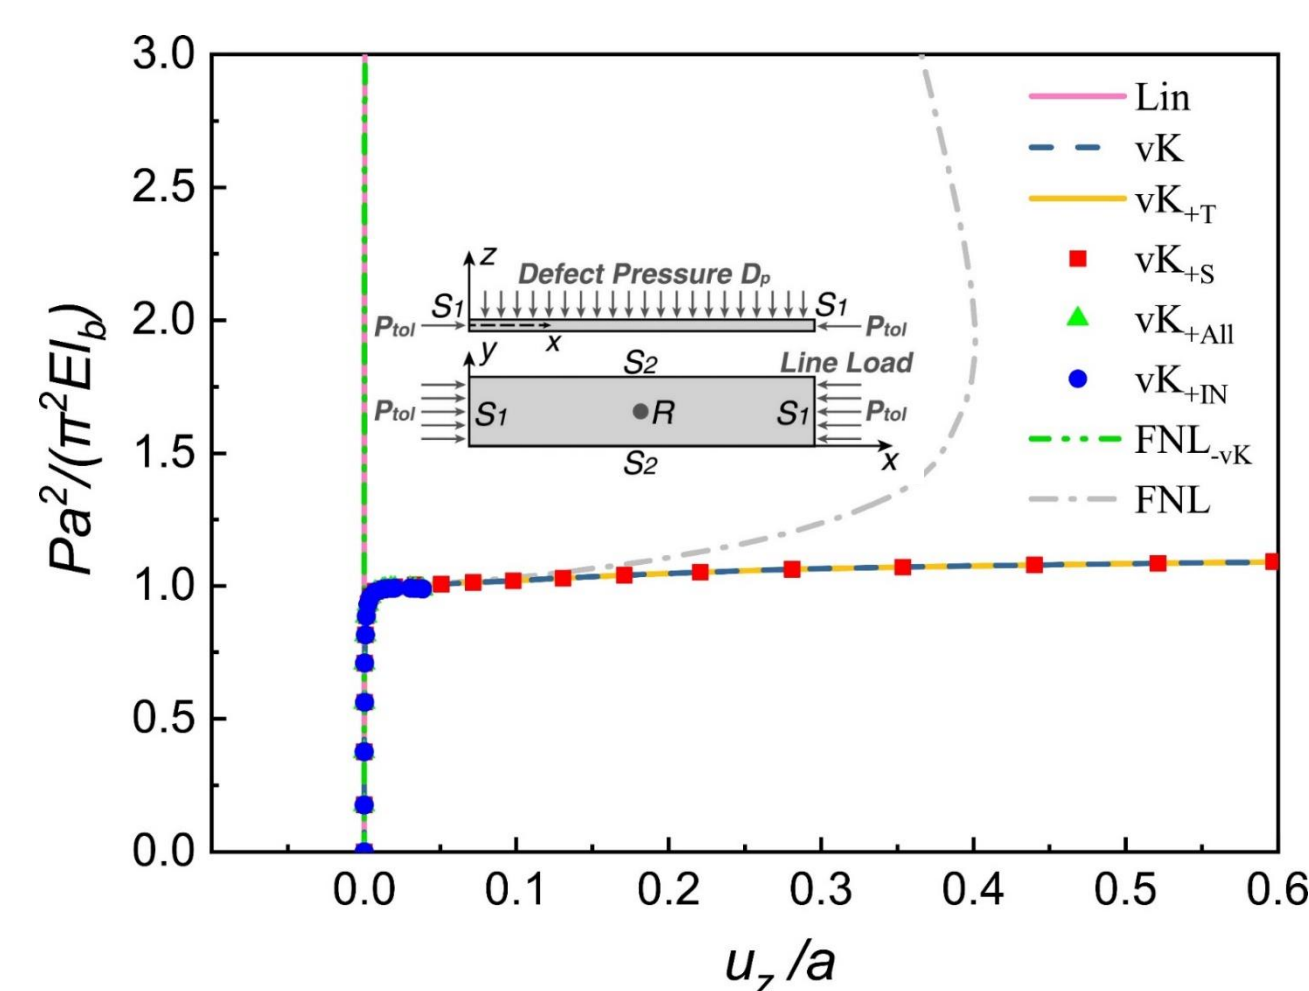 3.0
2.5
2.0
1.5
1.0
0.5
0.0
Pa²/(π²EI_b)
Lin
vK
vK₊T
vK₊S
vK₊All
vK₊IN
FNL₋vK
FNL
z
Defect Pressure Dₚ
S1 S1
P_tol P_tol
x
y S2 Line Load
P_tol S1 R S1 P_tol
S2 x
0.0 0.1 0.2 0.3 0.4 0.5 0.6
u_z /a